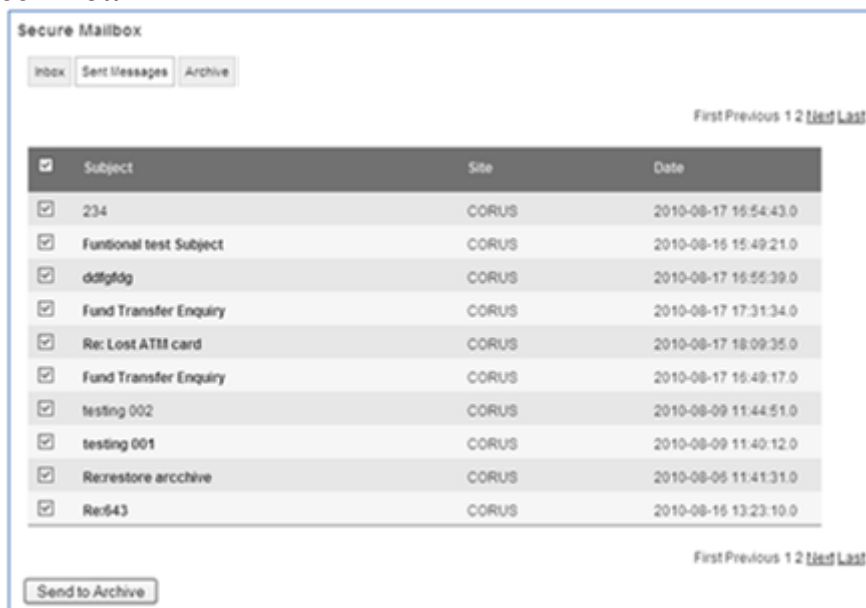 Secure Mailbox
Inbox Sent Messages Archive
First Previous 1 2 Next Last
Subject Site Date
234 CORUS 2010-08-17 16:54:43.0
Funtional test Subject CORUS 2010-08-16 15:49:21.0
ddfgfdg CORUS 2010-08-17 16:55:39.0
Fund Transfer Enquiry CORUS 2010-08-17 17:31:34.0
Re: Lost ATM card CORUS 2010-08-17 18:09:35.0
Fund Transfer Enquiry CORUS 2010-08-17 16:49:17.0
testing 002 CORUS 2010-08-09 11:44:51.0
testing 001 CORUS 2010-08-09 11:40:12.0
Re:restore arcchive CORUS 2010-08-06 11:41:31.0
Re:643 CORUS 2010-08-16 13:23:10.0
First Previous 1 2 Next Last
Send to Archive